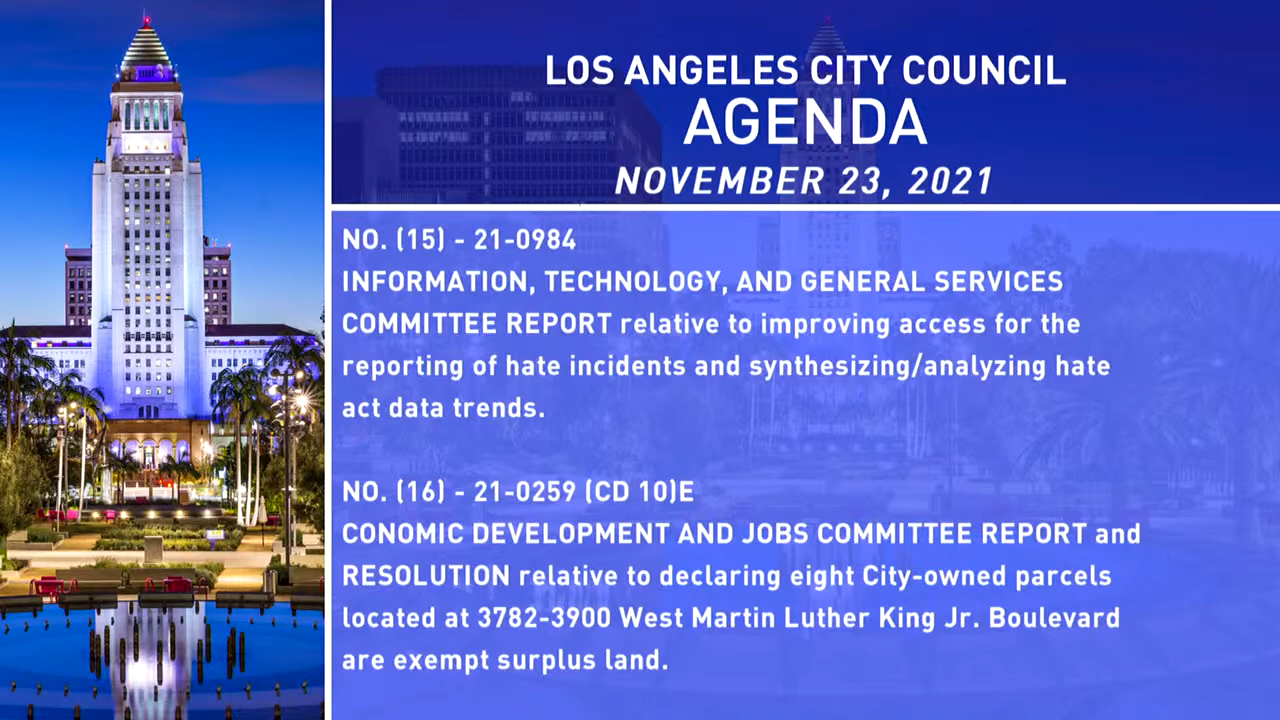 LOS ANGELES CITY COUNCIL
AGENDA
NOVEMBER 23, 2021
NO. (15) - 21-0984
INFORMATION, TECHNOLOGY, AND GENERAL SERVICES
COMMITTEE REPORT relative to improving access for the
reporting of hate incidents and synthesizing/analyzing hate
act data trends.
NO. (16) - 21-0259 (CD 10)E
CONOMIC DEVELOPMENT AND JOBS COMMITTEE REPORT and
RESOLUTION relative to declaring eight City-owned parcels
located at 3782-3900 West Martin Luther King Jr. Boulevard
are exempt surplus land.